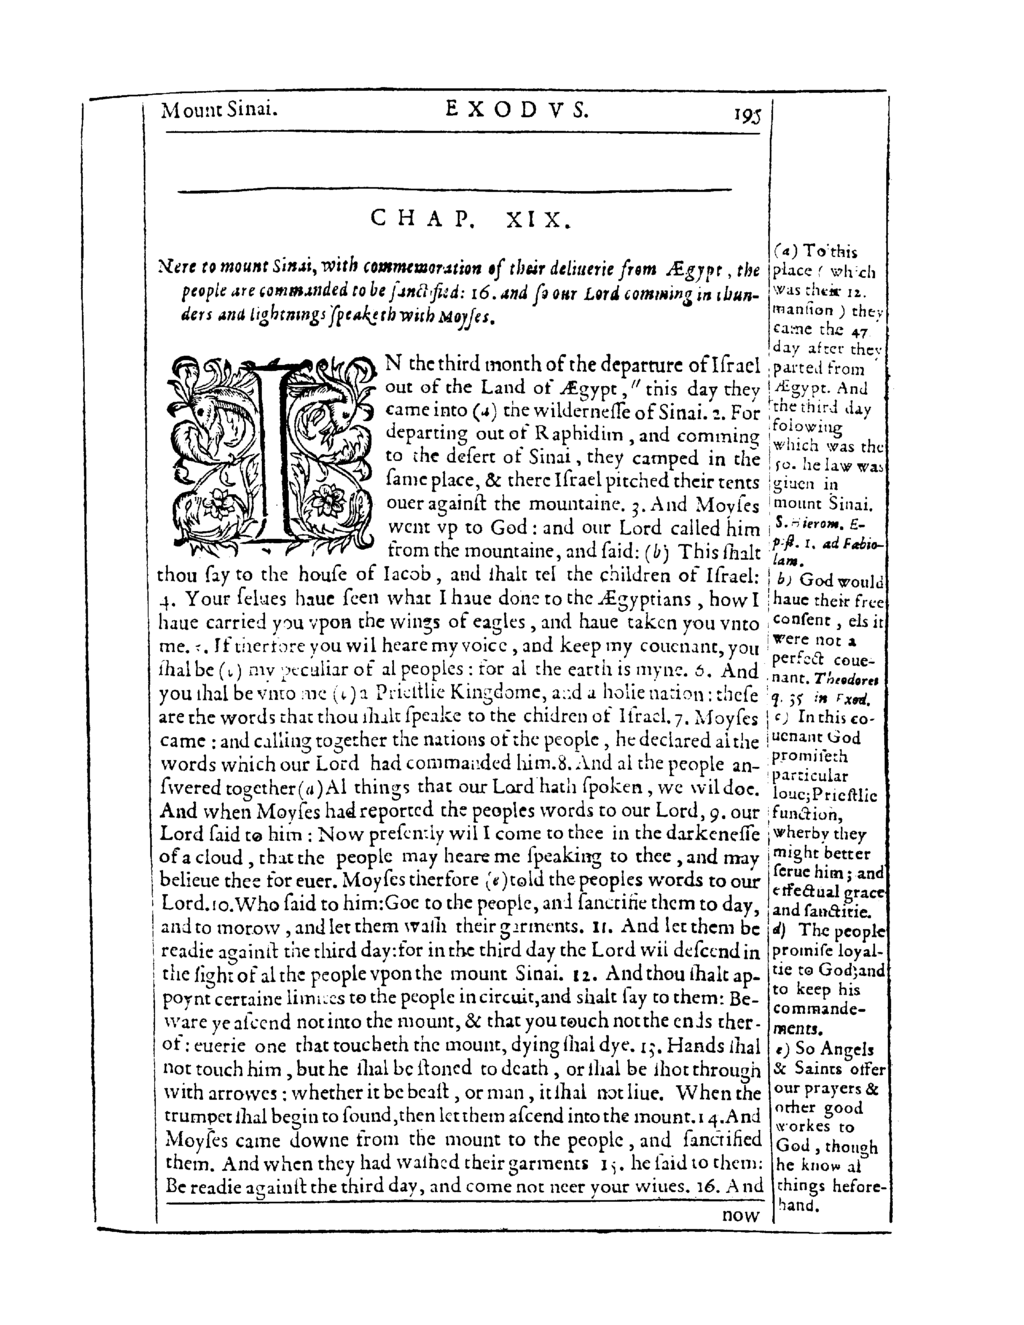 Mount Sinai. EXODVS. 195
CHAP. XIX.
Nere to mount Sinai, with commemoration of their deliuerie from Ægypt, the
people are commanded to be sanctified: 16. and so our Lord comming in thun-
ders and lightnings speaketh with Moyses.
IN the third month of the departure of Iſrael
out of the Land of Ægypt," this day they
came into (a) the wilderneſſe of Sinai. 2. For
departing out of Raphidim, and comming
to the deſert of Sinai, they camped in the
ſame place, & there Iſrael pitched their tents
ouer againſt the mountaine. 3. And Moyſes
went vp to God: and our Lord called him
from the mountaine, and ſaid: (b) This ſhalt
thou ſay to the houſe of Iacob, and ſhalt tel the children of Iſrael:
4. Your ſelues haue ſeen what I haue done to the Ægyptians, how I
haue carried you vpon the wings of eagles, and haue taken you vnto
me. 5. If therfore you wil heare my voice, and keep my couenant, you
ſhal be (c) my peculiar of al peoples: for al the earth is myne. 6. And
you ſhal be vnto me (c) a Prieſtlie Kingdome, and a holie nation: theſe
are the words that thou ſhalt ſpeake to the chidren of Iſrael. 7. Moyſes
came: and calling together the nations of the people, he declared al the
words which our Lord had commanded him. 8. And al the people an-
ſwered together (a) Al things that our Lord hath ſpoken, we wil doe.
And when Moyſes had reported the peoples words to our Lord, 9. our
Lord ſaid to him: Now preſently wil I come to thee in the darkeneſſe
of a cloud, that the people may heare me ſpeaking to thee, and may
belieue thee for euer. Moyſes therfore (e) told the peoples words to our
Lord. 10. Who ſaid to him: Goe to the people, and ſanctifie them to day,
and to morow, and let them waſh their garments. 11. And let them be
readie againſt the third day: for in the third day the Lord wil deſcend in
the ſight of al the people vpon the mount Sinai. 12. And thou ſhalt ap-
poynt certaine limites to the people in circuit, and shalt ſay to them: Be-
ware ye aſcend not into the mount, & that you touch not the ends ther-
of: euerie one that toucheth the mount, dying ſhal dye. 13. Hands ſhal
not touch him, but he ſhal be ſtoned to death, or ſhal be ſhot through
with arrowes: whether it be beaſt, or man, it ſhal not liue. When the
trumpet ſhal begin to ſound, then let them aſcend into the mount. 14. And
Moyſes came downe from the mount to the people, and ſanctified
them. And when they had waſhed their garments 15. he ſaid to them:
Be readie againſt the third day, and come not neer your wiues. 16. And
now
(a) To this
place (which
was their 12.
manſion) they
came the 47
day after they
parted from
Ægypt. And
the third day
folowing
which was the
50. he law was
giuen in
mount Sinai.
S. Hierom. E-
piſt. 1. ad Fabio-
lam.
b) God would
haue their free
conſent, els it
were not a
perfect coue-
nant. Theodoret
q. 35 in Exod.
c) In this co-
uenant God
promiſeth
particular
loue; Prieſtlie
function,
wherby they
might better
ſerue him; and
effectual grace
and ſanctitie.
d) The people
promiſe loyal-
tie to God; and
to keep his
commande-
ments.
e) So Angels
& Saints offer
our prayers &
other good
workes to
God, though
he know al
things hefore-
hand.